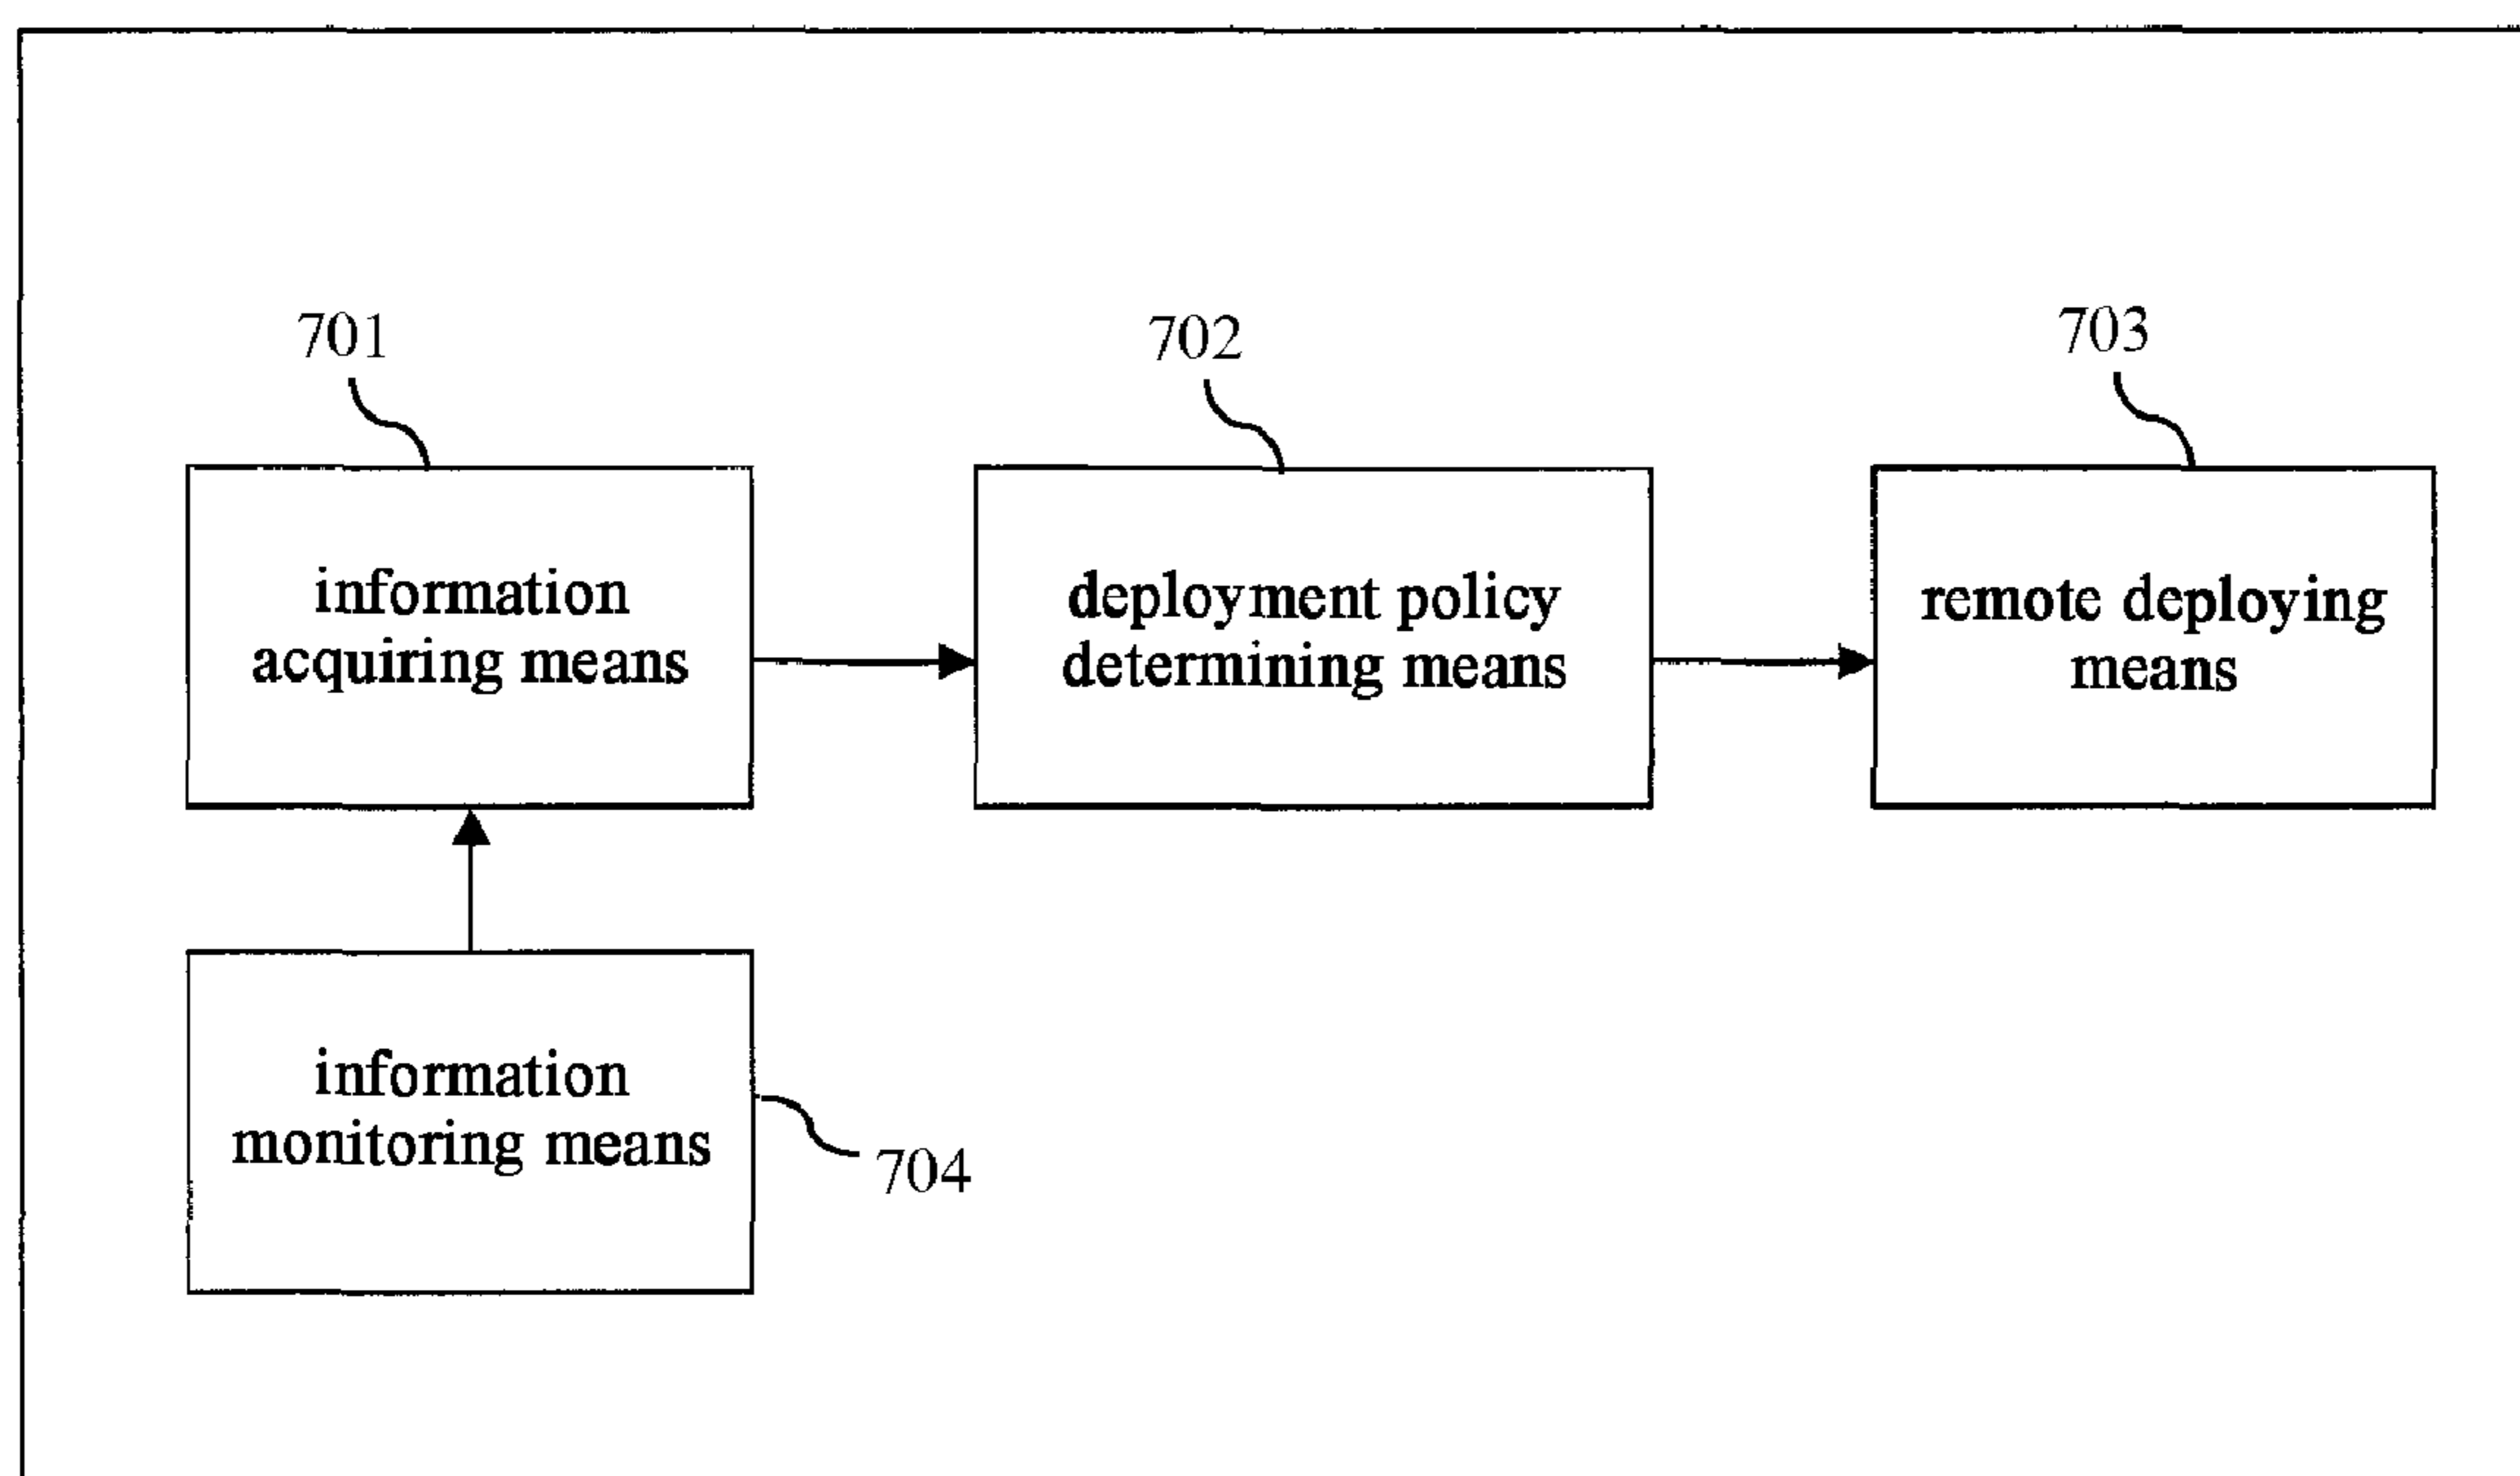 701
702
703
information
acquiring means
deployment policy
determining means
remote deploying
means
information
monitoring means
704